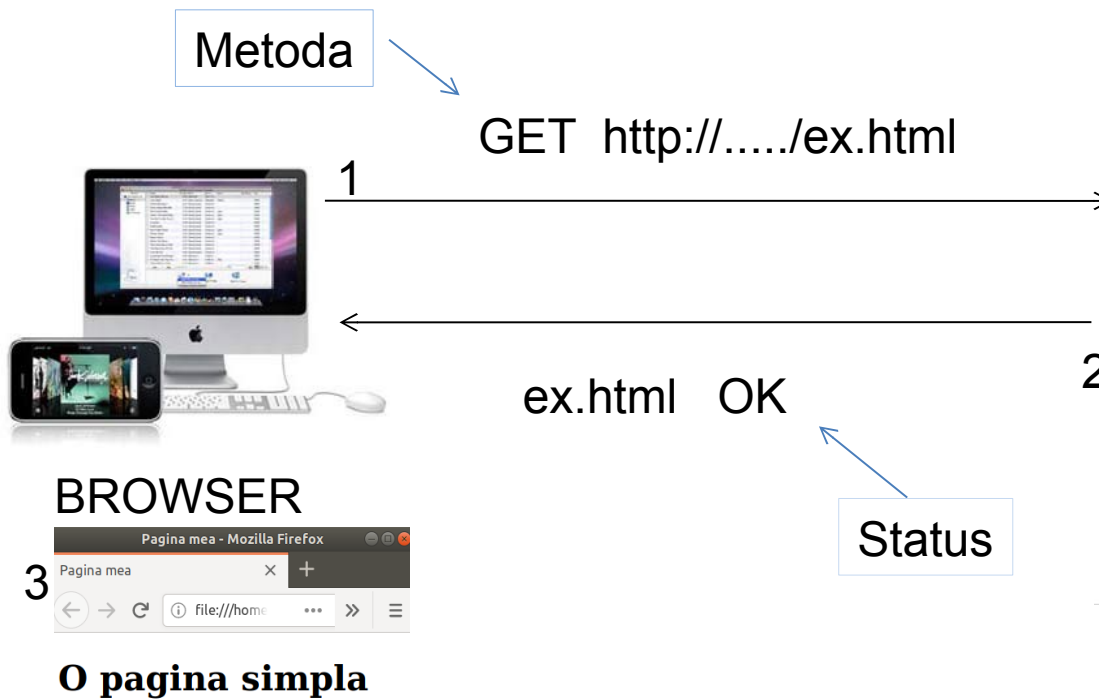 Metoda
GET http://...../ex.html
1
2
ex.html OK
BROWSER
Status
Pagina mea - Mozilla Firefox
3
Pagina mea
file:///home
O pagina simpla